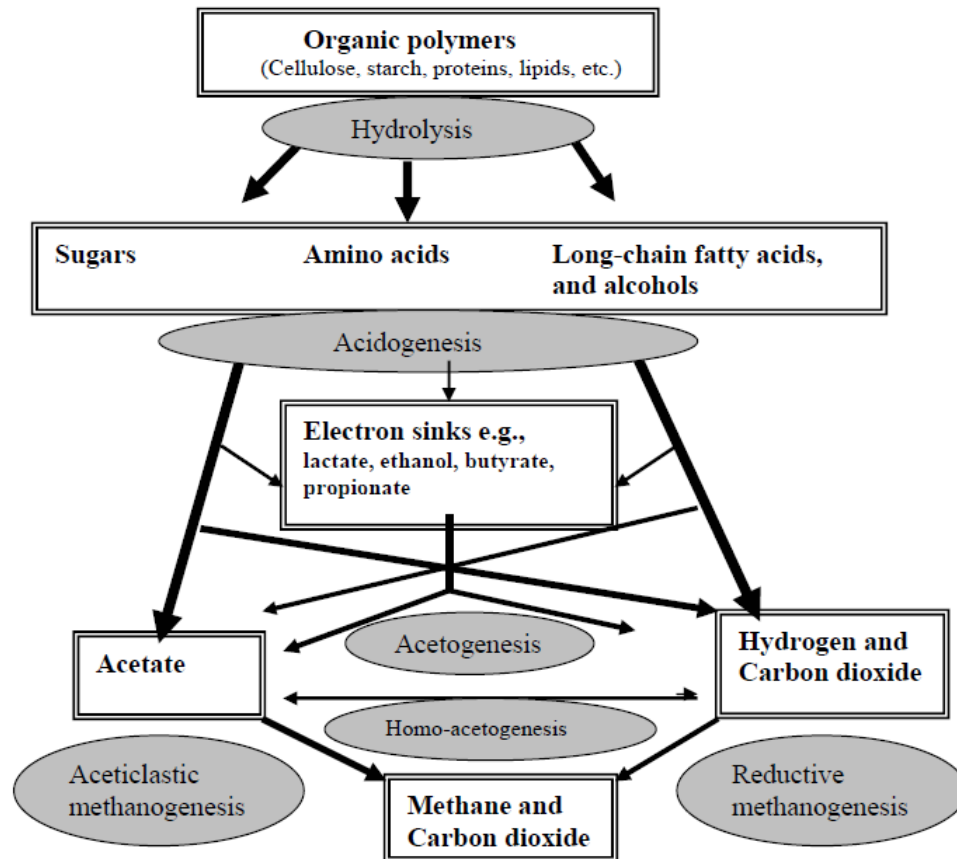 Organic polymers
(Cellulose, starch, proteins, lipids, etc.)
Hydrolysis
Sugars
Amino acids
Long-chain fatty acids,
and alcohols
Acidogenesis
Electron sinks e.g.,
lactate, ethanol, butyrate,
propionate
Acetogenesis
Acetate
Hydrogen and
Carbon dioxide
Homo-acetogenesis
Aceticlastic
methanogenesis
Methane and
Carbon dioxide
Reductive
methanogenesis